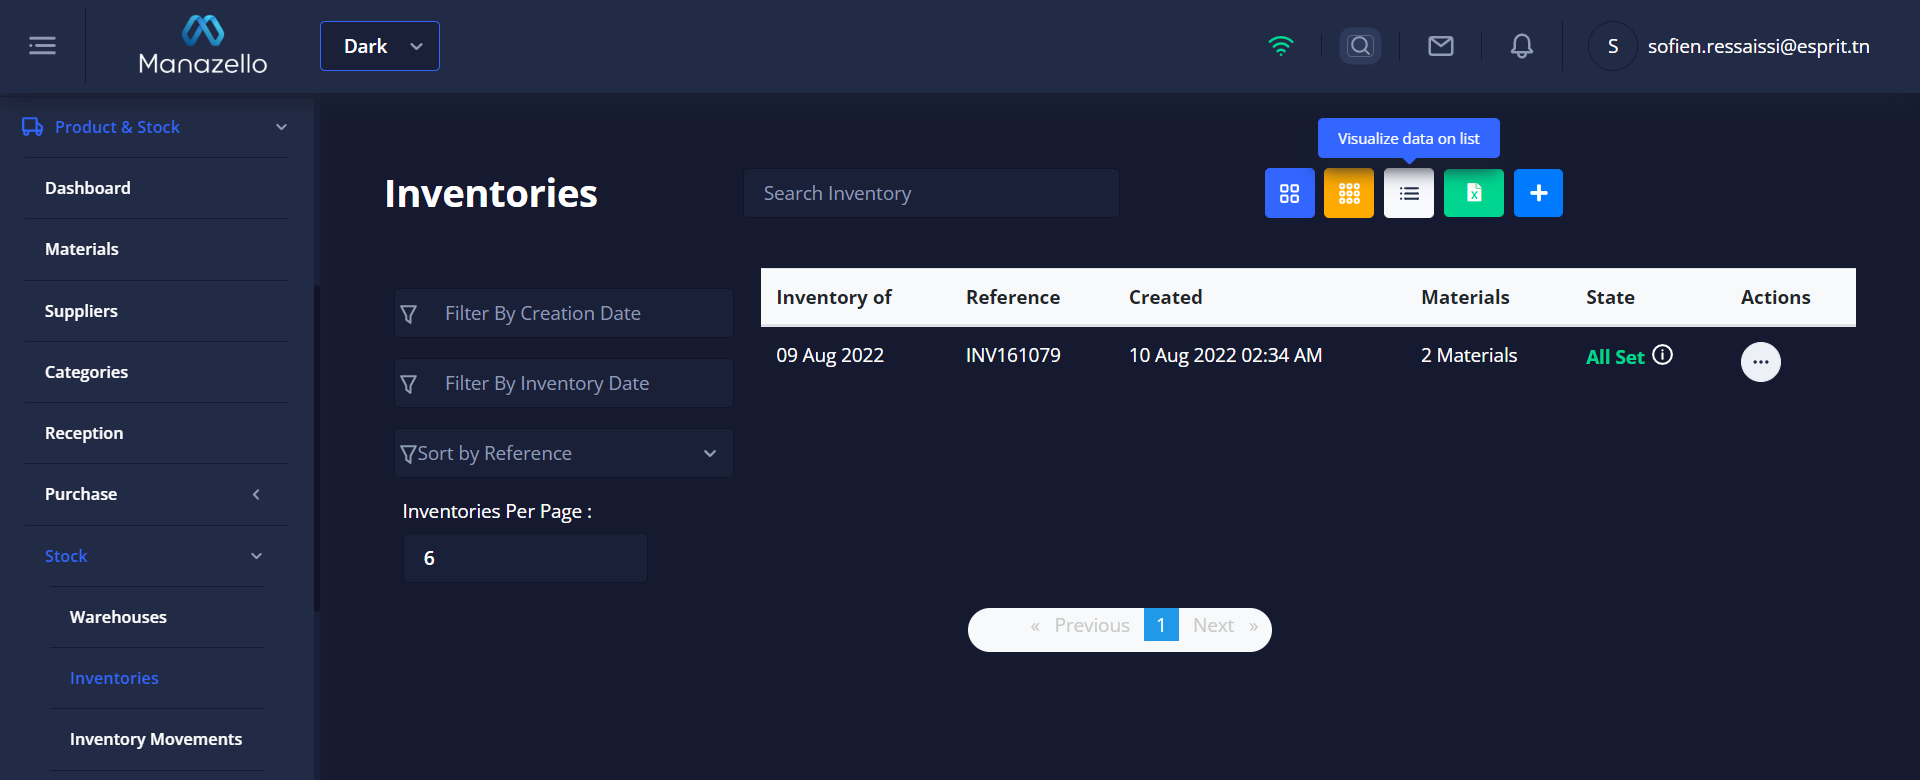 Manazello
Dark
S
sofien.ressaissi@esprit.tn
Product & Stock
Dashboard
Materials
Suppliers
Categories
Reception
Purchase
Stock
Warehouses
Inventories
Inventory Movements
Visualize data on list
Inventories
Search Inventory
Filter By Creation Date
Filter By Inventory Date
Sort by Reference
Inventories Per Page :
6
Inventory of Reference Created Materials State Actions
09 Aug 2022 INV161079 10 Aug 2022 02:34 AM 2 Materials All Set
« Previous 1 Next »